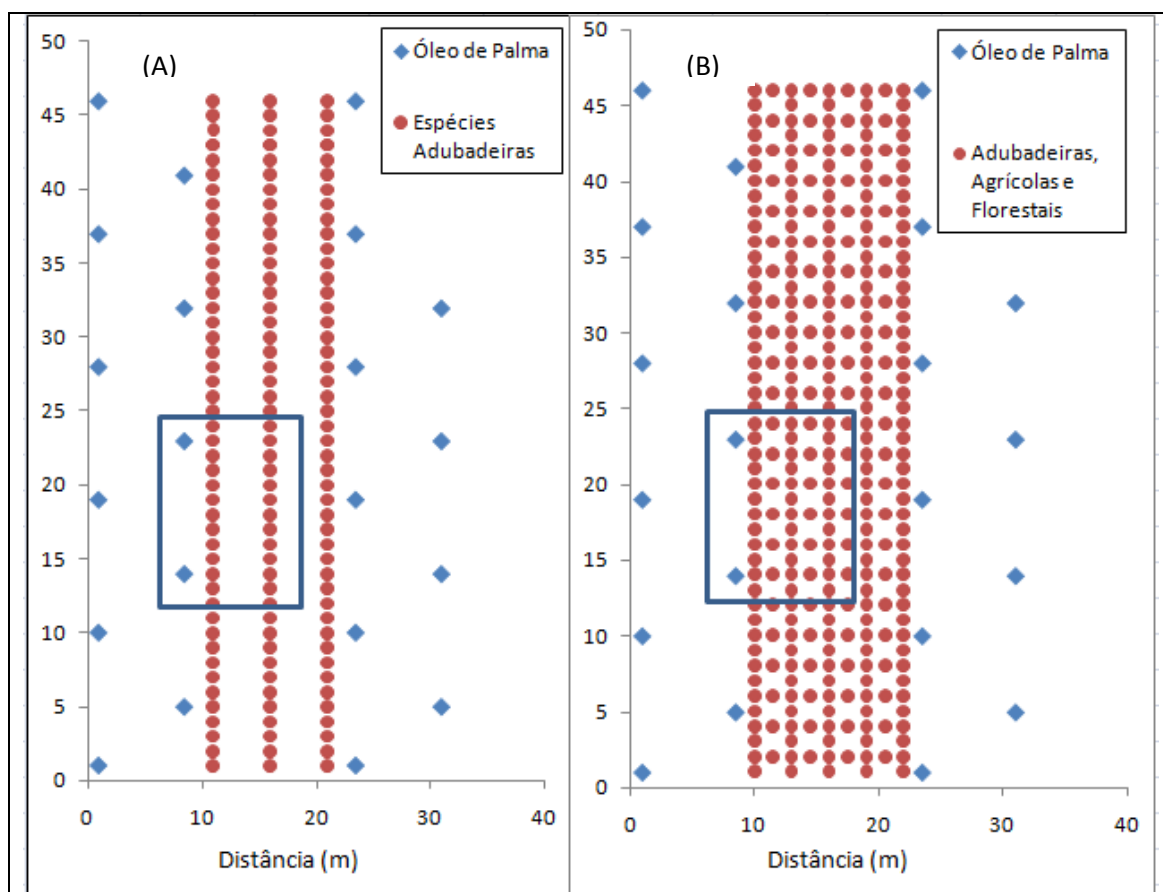 (A)
Óleo de Palma
Espécies
Adubadeiras
50
45
40
35
30
25
20
15
10
5
0
0 10 20 30 40
Distância (m)
(B)
Óleo de Palma
Adubadeiras,
Agrícolas e
Florestais
50
45
40
35
30
25
20
15
10
5
0
0 10 20 30 40
Distância (m)